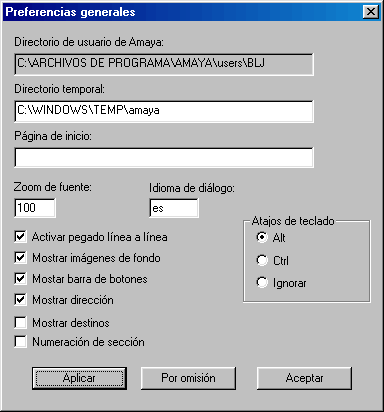 Preferencias generales
Directorio de usuario de Amaya:
C:\ARCHIVOS DE PROGRAMA\AMAYA\users\BLJ
Directorio temporal:
C:\WINDOWS\TEMP\amaya
Página de inicio:
Zoom de fuente:
Idioma de diálogo:
100
es
Atajos de teclado
Alt
Ctrl
Ignorar
Activar pegado línea a línea
Mostrar imágenes de fondo
Mostar barra de botones
Mostrar dirección
Mostrar destinos
Numeración de sección
Aplicar
Por omisión
Aceptar